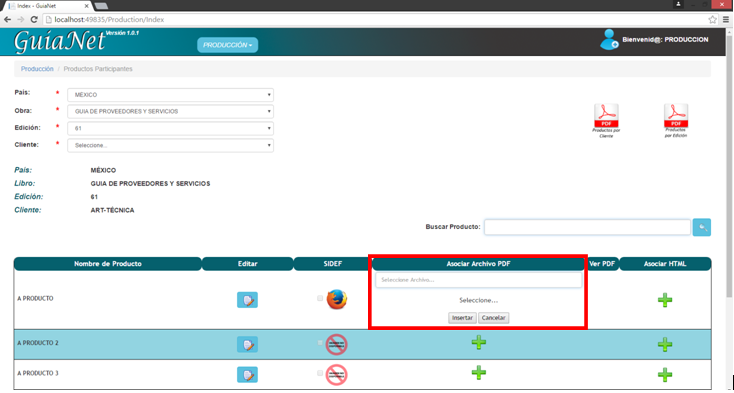 Index - GuiaNet
localhost:49835/Production/Index
GuíaNet Versión 1.0.1
PRODUCCIÓN
Bienvenid@: PRODUCCION
Producción / Productos Participantes
País: * MÉXICO
Obra: * GUIA DE PROVEEDORES Y SERVICIOS
Edición: * 61
Cliente: * Seleccione...
PDF PDF
Productos por Cliente
Productos por Edición
País: MÉXICO
Libro: GUIA DE PROVEEDORES Y SERVICIOS
Edición: 61
Cliente: ART-TÉCNICA
Buscar Producto:
Nombre de Producto Editar SIDEF Asociar Archivo PDF Ver PDF Asociar HTML
Seleccione Archivo...
A PRODUCTO
Seleccione...
Insertar Cancelar
A PRODUCTO 2
A PRODUCTO 3